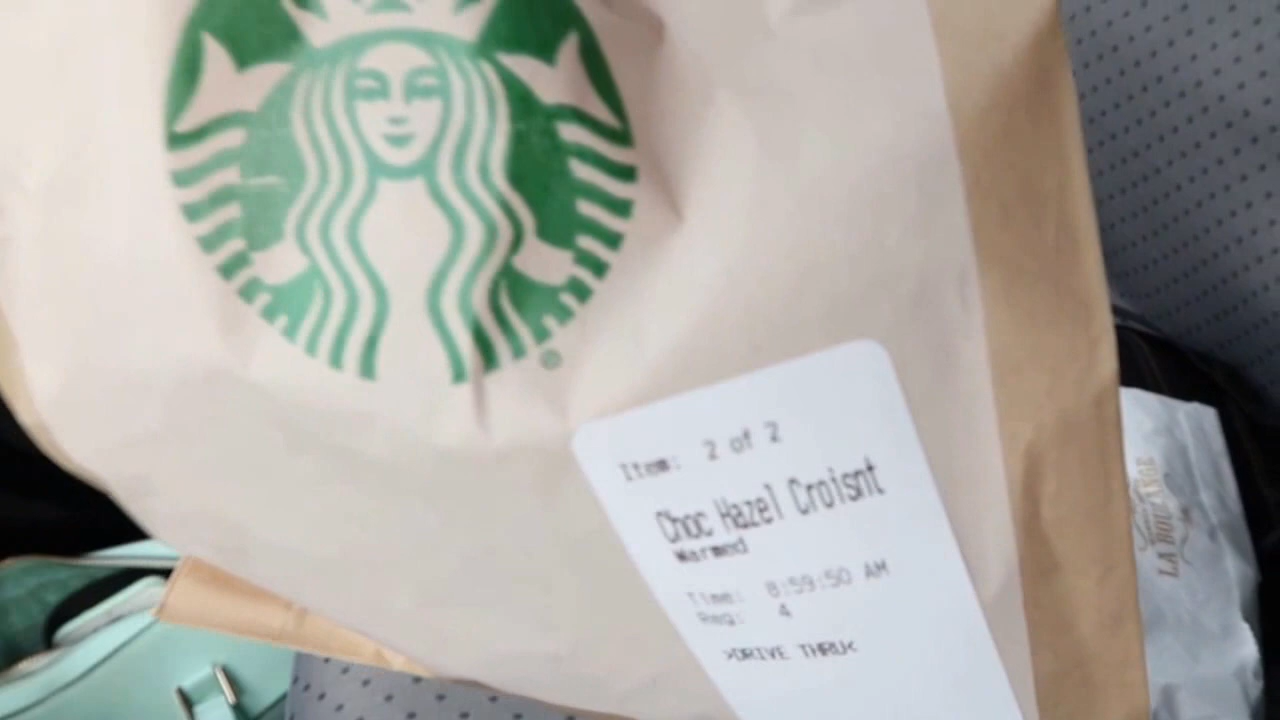 Item: 2 of 2
Choc Hazel Croisnt
Warmed
Time: 8:59:50 AM
Reg: 4
>DRIVE THRU<
LA BOULANGE
®